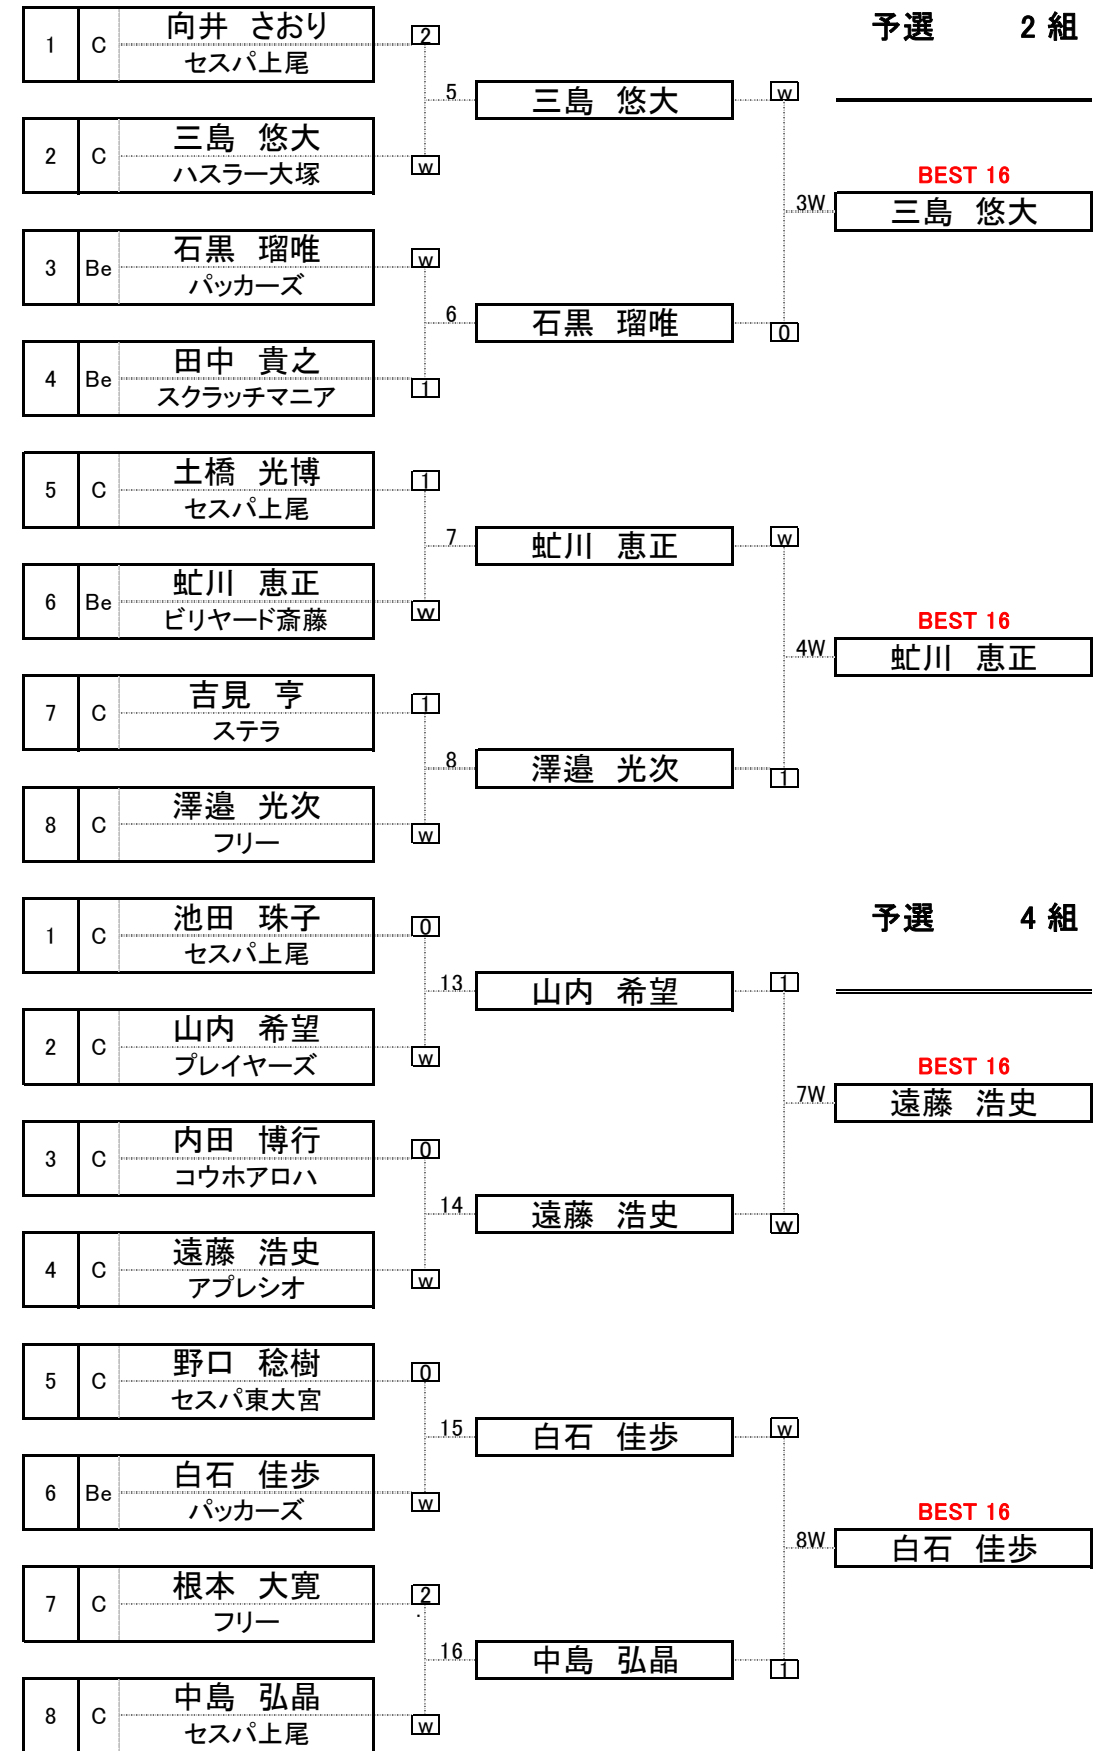 予選 2 組
1 C 向井 さおり 2
セスパ上尾
5 三島 悠大 w
2 C 三島 悠大 w
ハスラー大塚
BEST 16
3W 三島 悠大
3 Be 石黒 瑠唯 w
パッカーズ
6 石黒 瑠唯 0
4 Be 田中 貴之 1
スクラッチマニア
5 C 土橋 光博 1
セスパ上尾
7 虻川 恵正 w
6 Be 虻川 恵正 w
ビリヤード斎藤
BEST 16
4W 虻川 恵正
7 C 吉見 亨 1
ステラ
8 澤邉 光次 1
8 C 澤邉 光次 w
フリー
予選 4 組
1 C 池田 珠子 0
セスパ上尾
13 山内 希望 1
2 C 山内 希望 w
プレイヤーズ
BEST 16
7W 遠藤 浩史
3 C 内田 博行 0
コウホアロハ
14 遠藤 浩史 w
4 C 遠藤 浩史 w
アプレシオ
5 C 野口 稔樹 0
セスパ東大宮
15 白石 佳歩 w
6 Be 白石 佳歩 w
パッカーズ
BEST 16
8W 白石 佳歩
7 C 根本 大寛 2
フリー
16 中島 弘晶 1
8 C 中島 弘晶 w
セスパ上尾